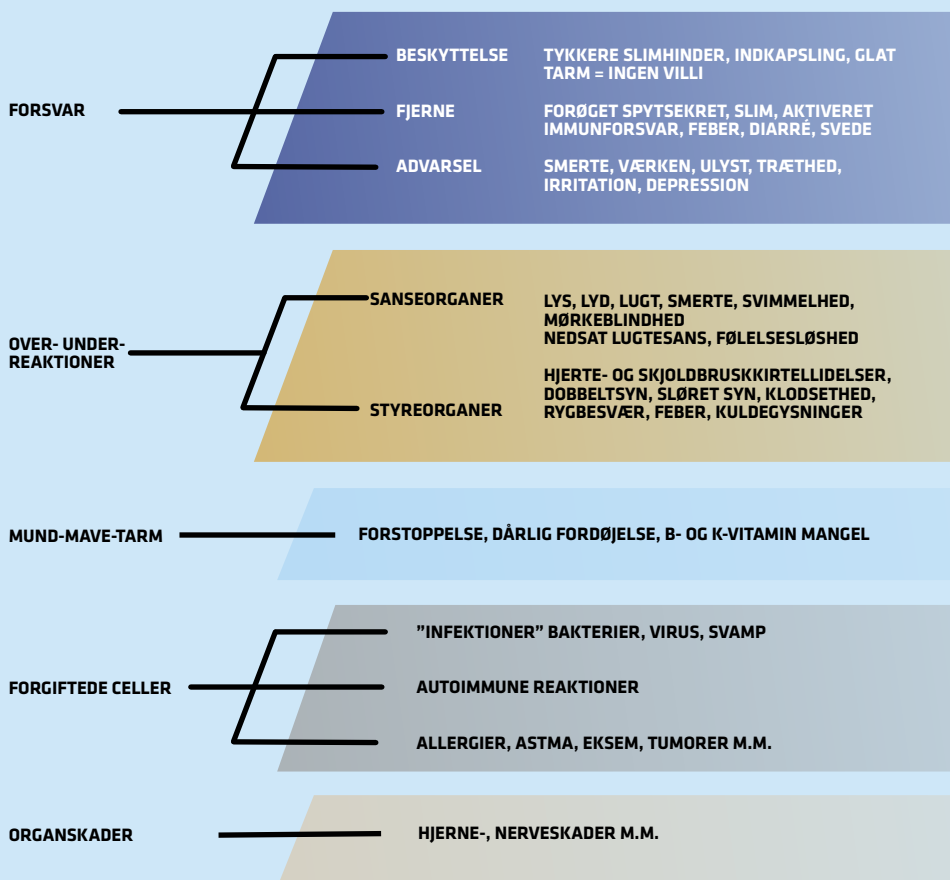 FORSVAR
BESKYTTELSE
TYKKERE SLIMHINDER, INDKAPSLING, GLAT
TARM = INGEN VILLI
FJERNE
FORØGET SPYTSEKRET, SLIM, AKTIVERET
IMMUNFORSVAR, FEBER, DIARRÉ, SVEDE
ADVARSEL
SMERTE, VÆRKEN, ULYST, TRÆTHED,
IRRITATION, DEPRESSION
OVER- UNDER-
REAKTIONER
SANSEORGANER
LYS, LYD, LUGT, SMERTE, SVIMMELHED,
MØRKEBLINDHED
NEDSAT LUGTESANS, FØLELSESLØSHED
STYREORGANER
HJERTE- OG SKJOLDBRUSKKIRTELLIDELSER,
DOBBELTSYN, SLØRET SYN, KLODSETHED,
RYGBESVÆR, FEBER, KULDEGYSNINGER
MUND-MAVE-TARM
FORSTOPPELSE, DÅRLIG FORDØJELSE, B- OG K-VITAMIN MANGEL
FORGIFTEDE CELLER
”INFEKTIONER” BAKTERIER, VIRUS, SVAMP
AUTOIMMUNE REAKTIONER
ALLERGIER, ASTMA, EKSEM, TUMORER M.M.
ORGANSKADER
HJERNE-, NERVESKADER M.M.